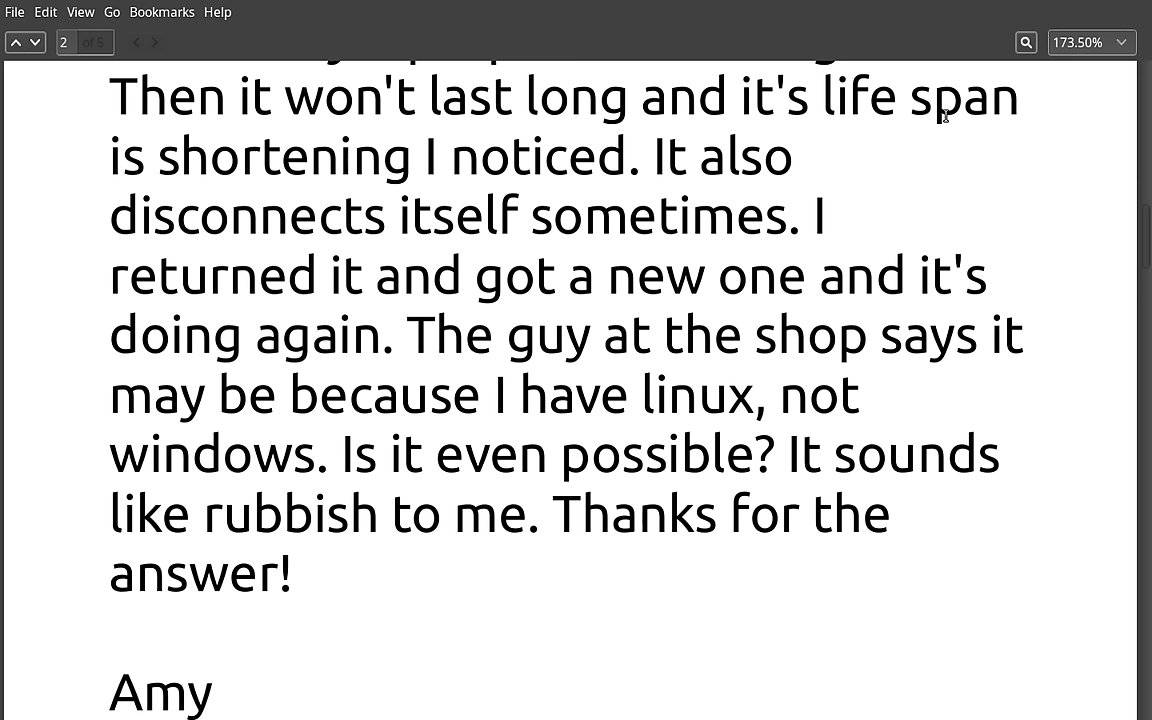 File Edit View Go Bookmarks Help
2 of 5 173.50%
Then it won't last long and it's life span
is shortening I noticed. It also
disconnects itself sometimes. I
returned it and got a new one and it's
doing again. The guy at the shop says it
may be because I have linux, not
windows. Is it even possible? It sounds
like rubbish to me. Thanks for the
answer!
Amy